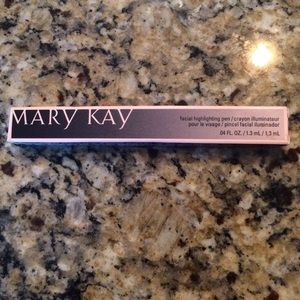 MARY KAY
facial highlighting pen / crayon illuminateur
pour le visage / pincel facial iluminador
.04 FL. OZ. / 1.3 mL / 1,3 mL